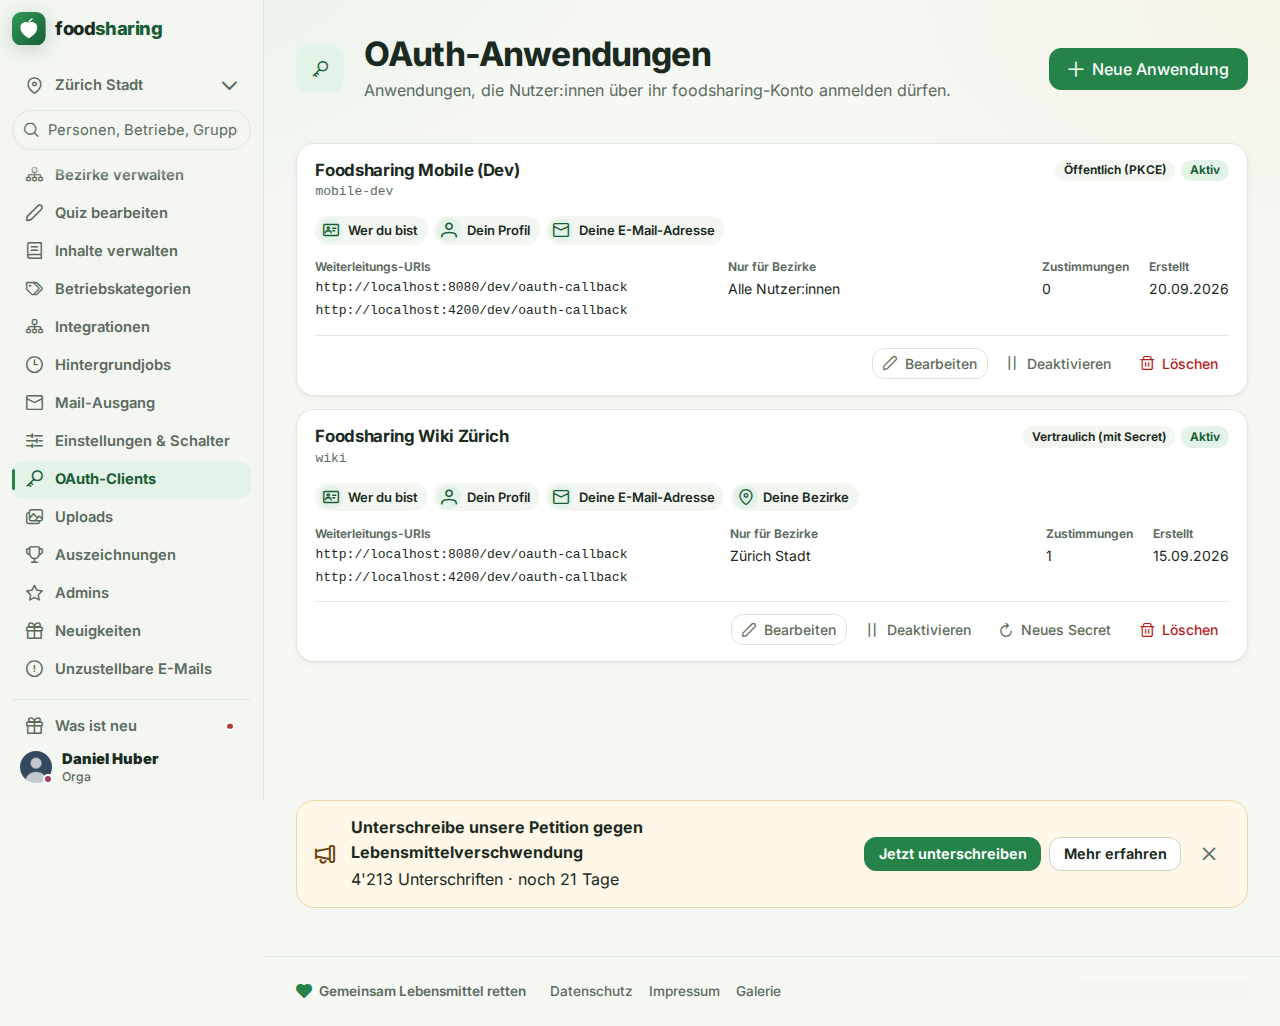 foodsharing
Zürich Stadt
Personen, Betriebe, Grupp
Bezirke verwalten
Quiz bearbeiten
Inhalte verwalten
Betriebskategorien
Integrationen
Hintergrundjobs
Mail-Ausgang
Einstellungen & Schalter
OAuth-Clients
Uploads
Auszeichnungen
Admins
Neuigkeiten
Unzustellbare E-Mails
Was ist neu
Daniel Huber
Orga
OAuth-Anwendungen
Anwendungen, die Nutzer:innen über ihr foodsharing-Konto anmelden dürfen.
Neue Anwendung
Foodsharing Mobile (Dev)
Öffentlich (PKCE) Aktiv
mobile-dev
Wer du bist Dein Profil Deine E-Mail-Adresse
Weiterleitungs-URIs Nur für Bezirke Zustimmungen Erstellt
http://localhost:8080/dev/oauth-callback Alle Nutzer:innen 0 20.09.2026
http://localhost:4200/dev/oauth-callback
Bearbeiten Deaktivieren Löschen
Foodsharing Wiki Zürich
Vertraulich (mit Secret) Aktiv
wiki
Wer du bist Dein Profil Deine E-Mail-Adresse Deine Bezirke
Weiterleitungs-URIs Nur für Bezirke Zustimmungen Erstellt
http://localhost:8080/dev/oauth-callback Zürich Stadt 1 15.09.2026
http://localhost:4200/dev/oauth-callback
Bearbeiten Deaktivieren Neues Secret Löschen
Unterschreibe unsere Petition gegen
Lebensmittelverschwendung
4'213 Unterschriften · noch 21 Tage
Jetzt unterschreiben Mehr erfahren
Gemeinsam Lebensmittel retten Datenschutz Impressum Galerie